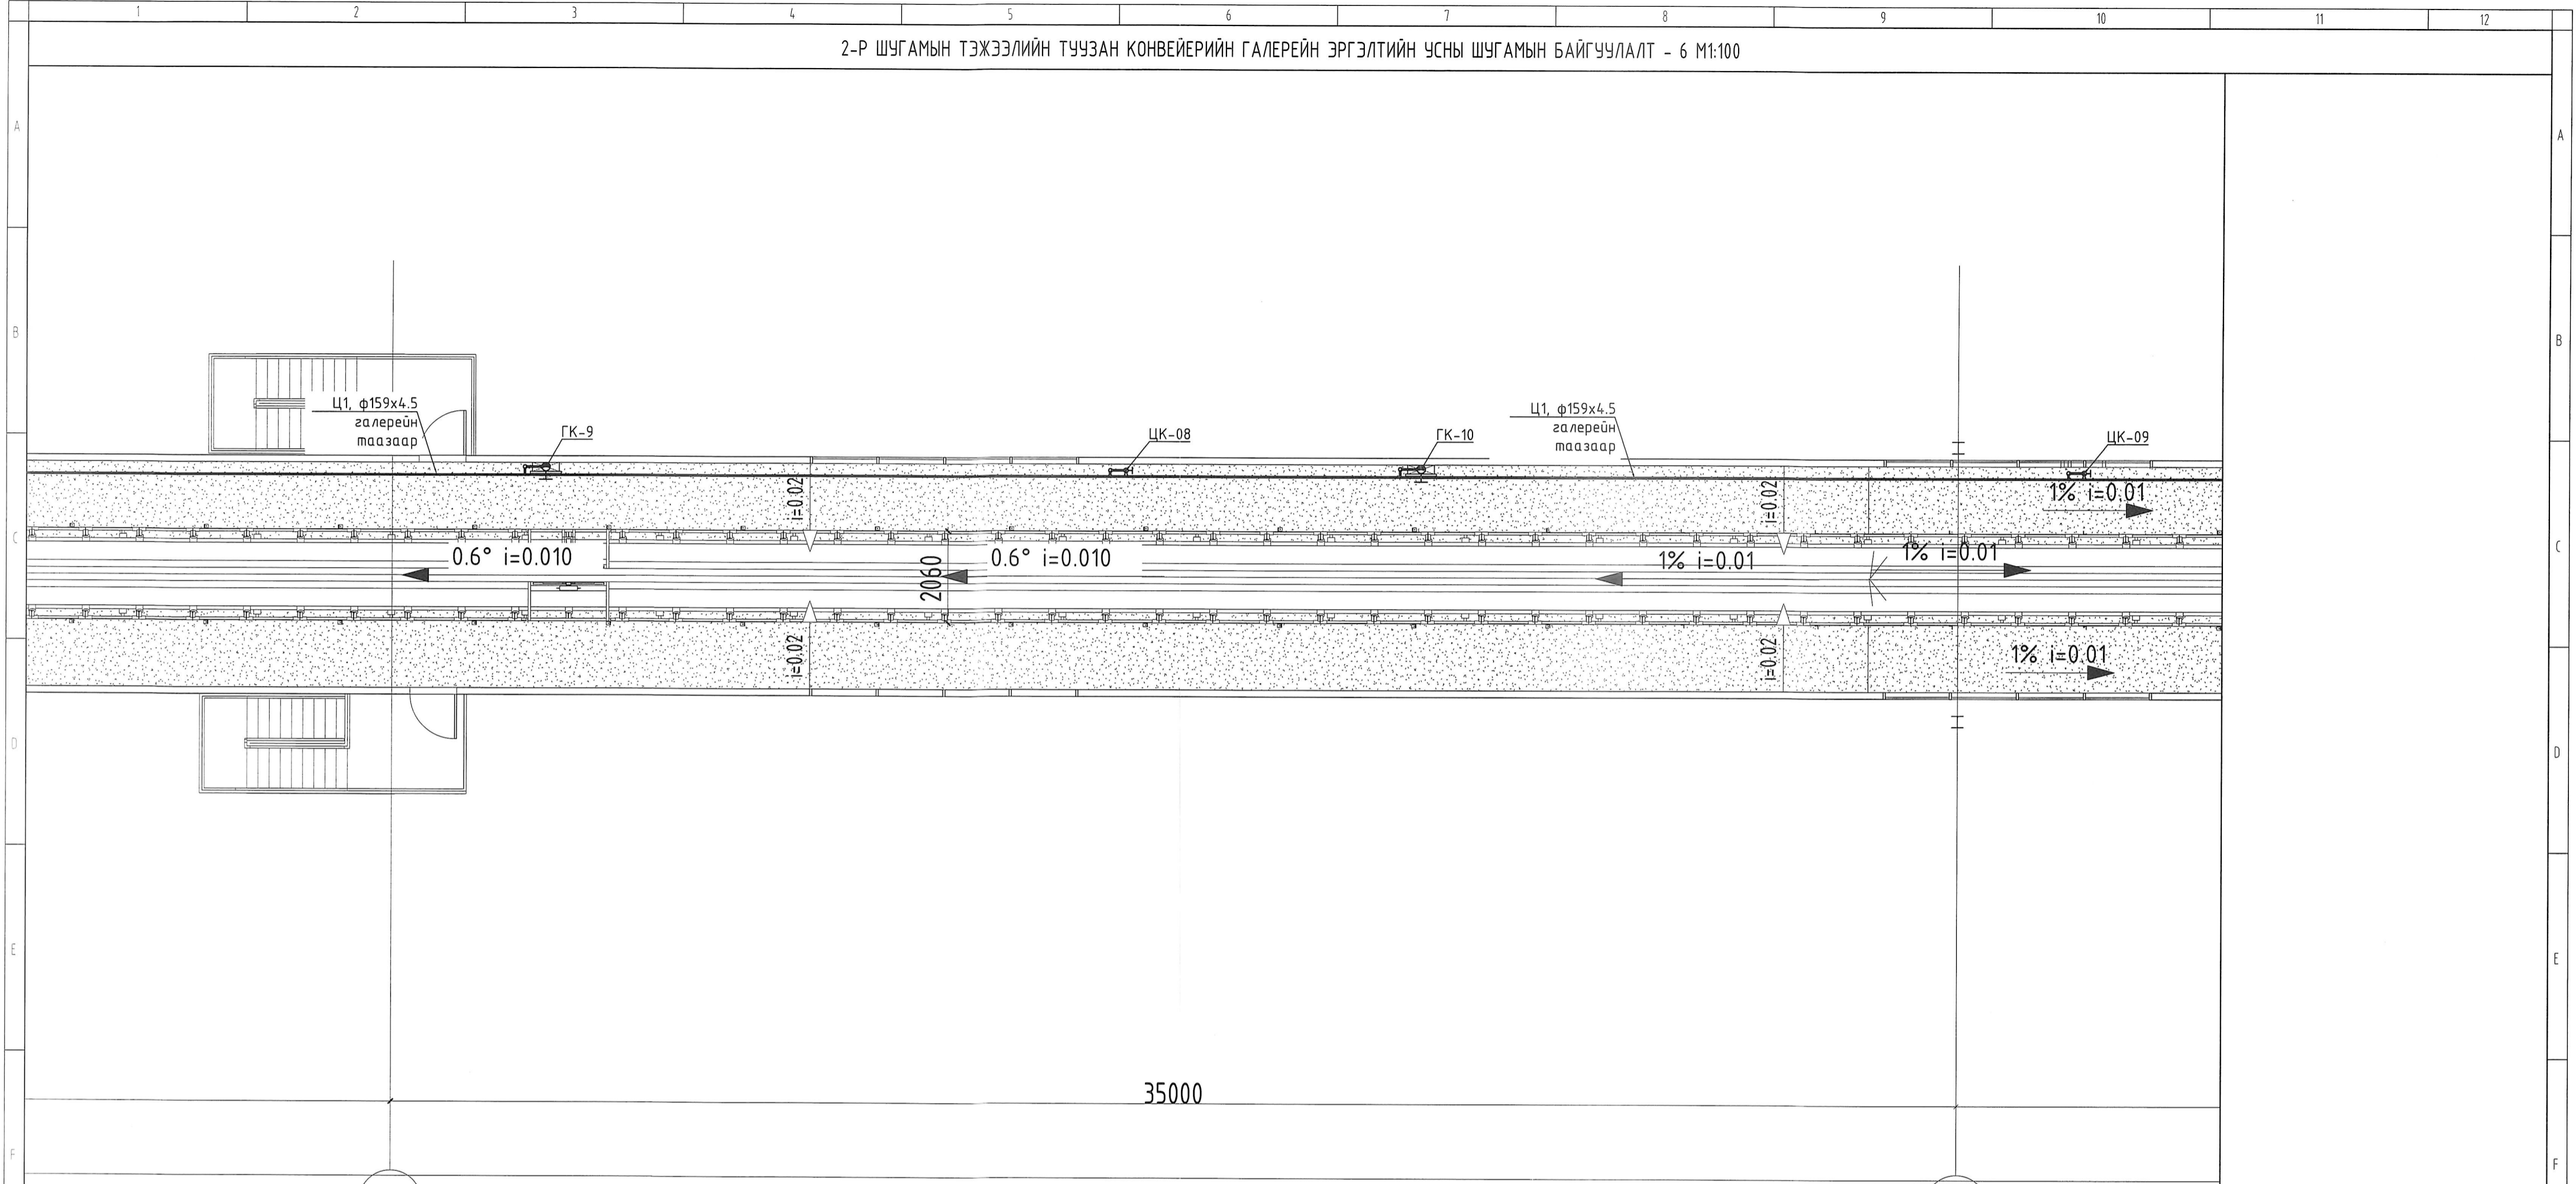 1 2 3 4 5 6 7 8 9 10 11 12
2-Р ШУГАМЫН ТЭЖЭЭЛИЙН ТУУЗАН КОНВЕЙЕРИЙН ГАЛЕРЕЙН ЭРГЭЛТИЙН УСНЫ ШУГАМЫН БАЙГУУЛАЛТ - 6 М1:100
A A
B B
Ц1, ф159х4.5
галерейн
таазаар
ГК-9
ЦК-08
ГК-10
Ц1, ф159х4.5
галерейн
таазаар
ЦК-09
i=0.02
i=0.02
1% i=0.01
C C
0.6° i=0.010
2060
0.6° i=0.010
1% i=0.01
1% i=0.01
i=0.02
i=0.02
1% i=0.01
D D
E E
35000
F F